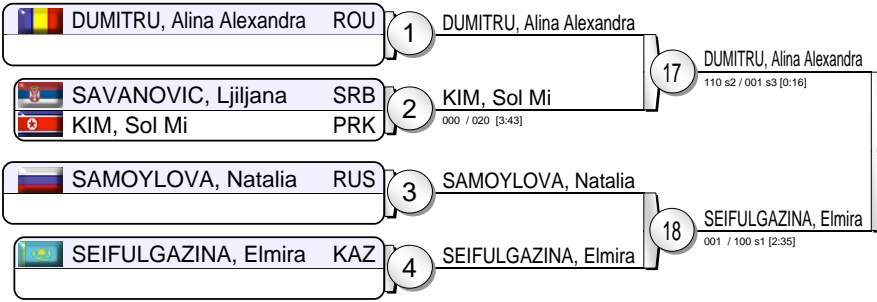 DUMITRU, Alina Alexandra ROU
1
DUMITRU, Alina Alexandra
17
DUMITRU, Alina Alexandra
110 s2 / 001 s3 [0:16]
SAVANOVIC, Ljiljana SRB
KIM, Sol Mi PRK
2
KIM, Sol Mi
000 / 020 [3:43]
SAMOYLOVA, Natalia RUS
3
SAMOYLOVA, Natalia
18
SEIFULGAZINA, Elmira
001 / 100 s1 [2:35]
SEIFULGAZINA, Elmira KAZ
4
SEIFULGAZINA, Elmira